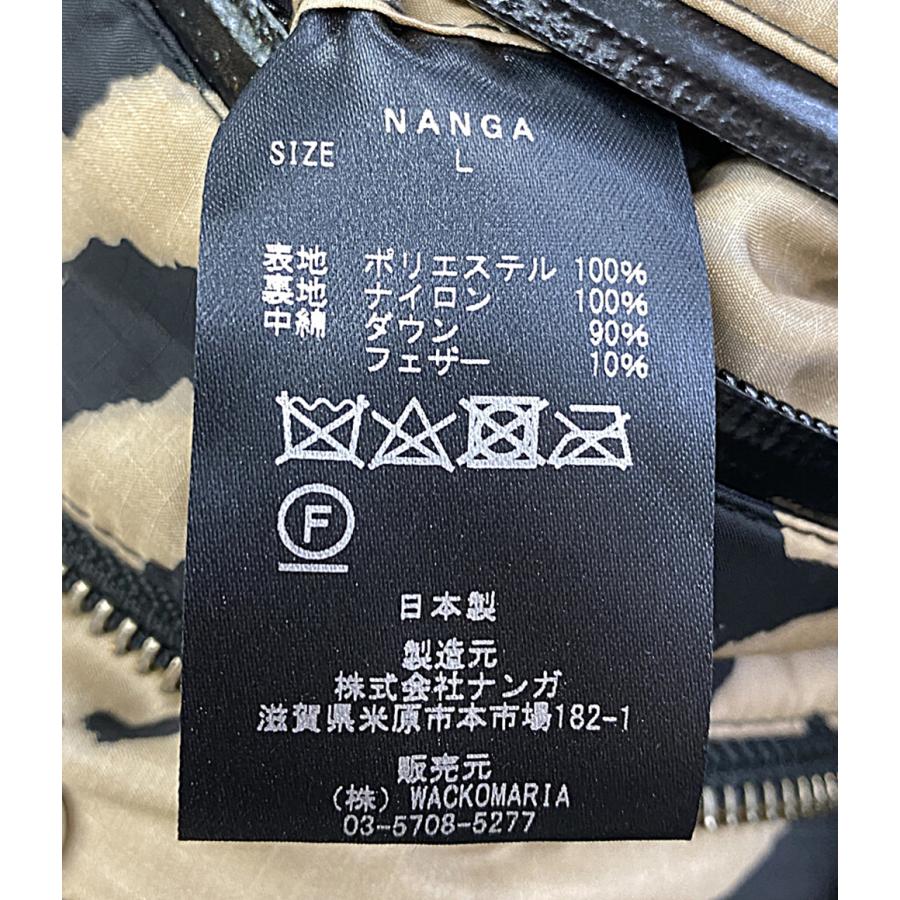 NANGA
SIZE L
表地 ポリエステル 100%
裏地 ナイロン 100%
中綿 ダウン 90%
フェザー 10%
F
日本製
製造元
株式会社ナンガ
滋賀県米原市本市場182-1
販売元
(株) WACKOMARIA
03-5708-5277